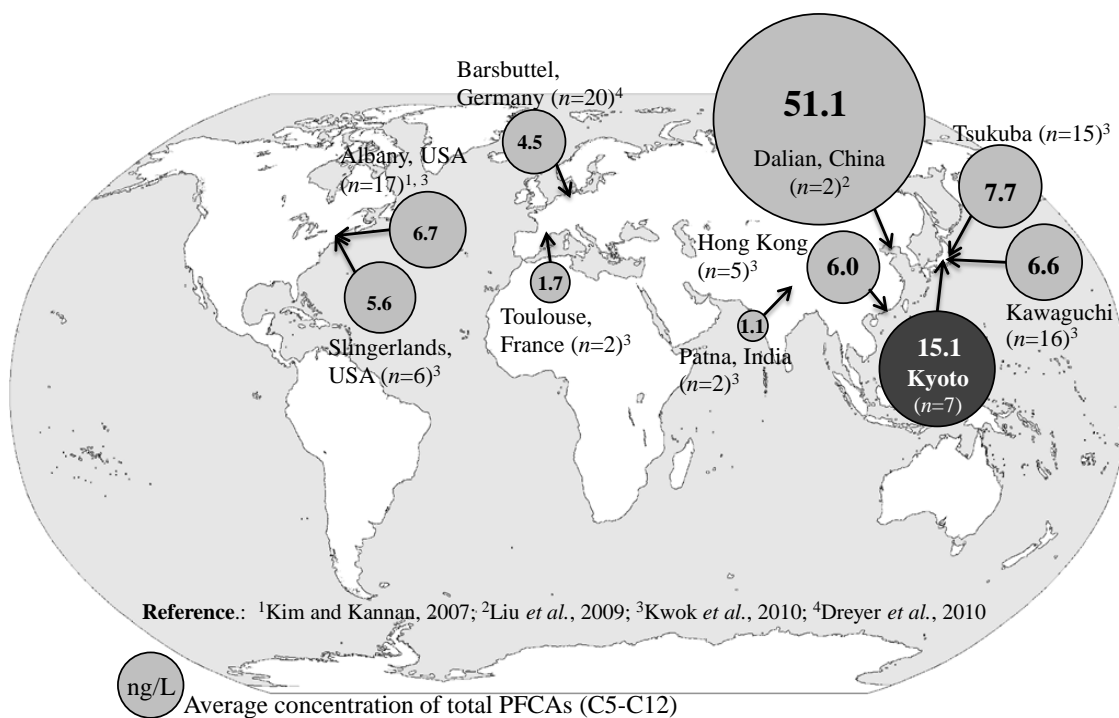 Barsbuttel,
Germany (n=20)⁴
4.5
Albany, USA
(n=17)¹˒ ³
6.7
5.6
Slingerlands,
USA (n=6)³
1.7
Toulouse,
France (n=2)³
51.1
Dalian, China
(n=2)²
Tsukuba (n=15)³
7.7
Hong Kong
(n=5)³
6.0
6.6
Kawaguchi
(n=16)³
1.1
Patna, India
(n=2)³
15.1
Kyoto
(n=7)
Reference.: ¹Kim and Kannan, 2007; ²Liu et al., 2009; ³Kwok et al., 2010; ⁴Dreyer et al., 2010
ng/L
Average concentration of total PFCAs (C5-C12)